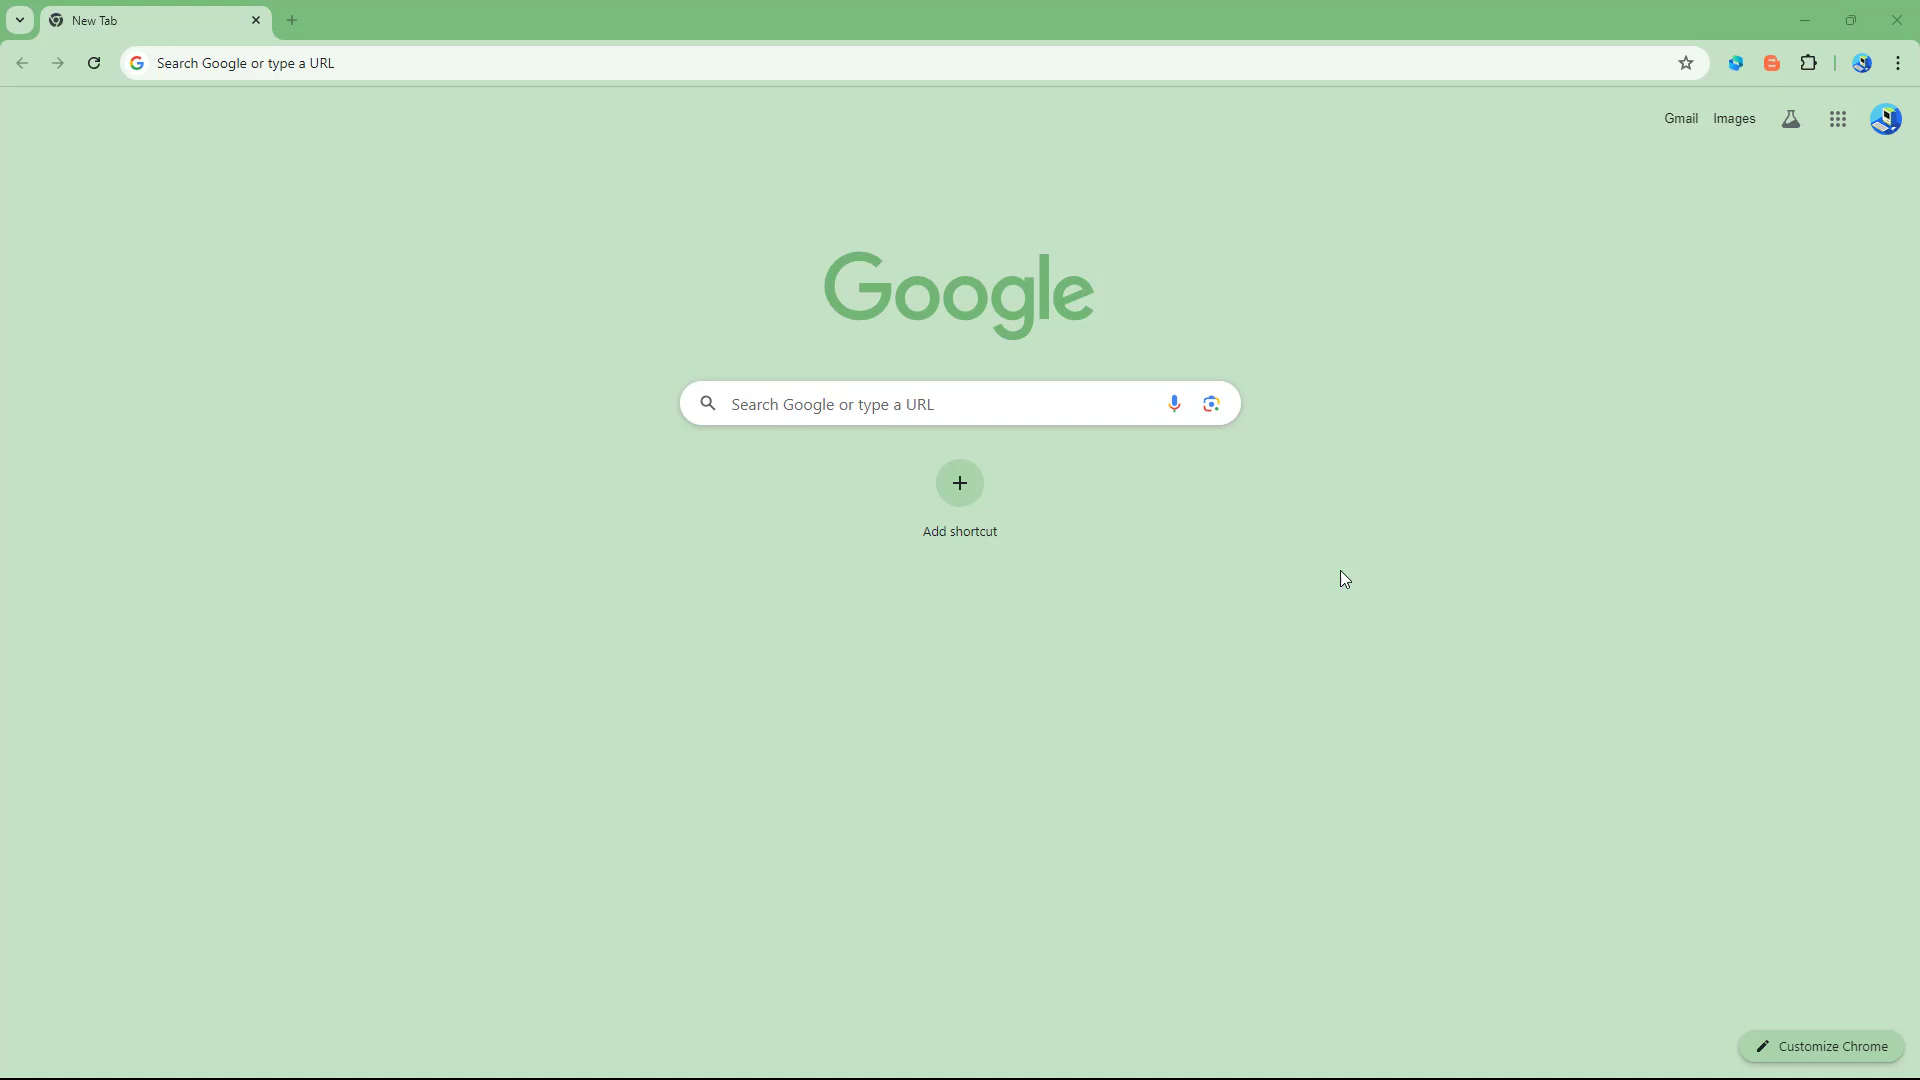 New Tab
Search Google or type a URL
Gmail Images
Google
Search Google or type a URL
Add shortcut
Customize Chrome